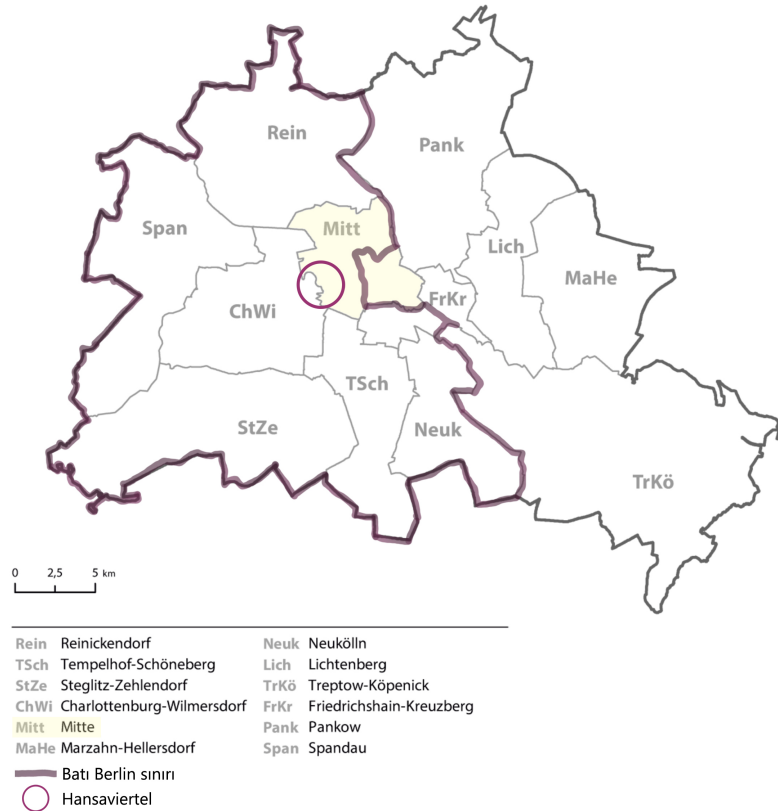 Rein
Pank
Mitt
Span
Lich
MaHe
FrKr
ChWi
TSch
StZe
Neuk
TrKö
0 2,5 5 km
Rein Reinickendorf
TSch Tempelhof-Schöneberg
StZe Steglitz-Zehlendorf
ChWi Charlottenburg-Wilmersdorf
Mitt Mitte
MaHe Marzahn-Hellersdorf
Neuk Neukölln
Lich Lichtenberg
TrKö Treptow-Köpenick
FrKr Friedrichshain-Kreuzberg
Pank Pankow
Span Spandau
Batı Berlin sınırı
Hansaviertel